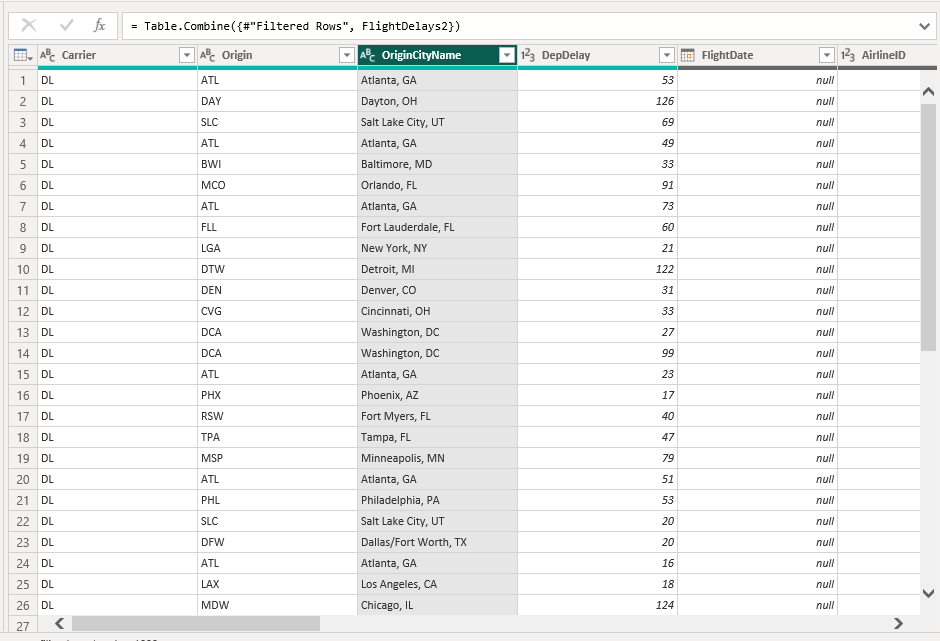 fx = Table.Combine({#"Filtered Rows", FlightDelays2})
ABC Carrier ABC Origin ABC OriginCityName 123 DepDelay FlightDate 123 AirlineID
1 DL ATL Atlanta, GA 53 null
2 DL DAY Dayton, OH 126 null
3 DL SLC Salt Lake City, UT 69 null
4 DL ATL Atlanta, GA 49 null
5 DL BWI Baltimore, MD 33 null
6 DL MCO Orlando, FL 91 null
7 DL ATL Atlanta, GA 73 null
8 DL FLL Fort Lauderdale, FL 60 null
9 DL LGA New York, NY 21 null
10 DL DTW Detroit, MI 122 null
11 DL DEN Denver, CO 31 null
12 DL CVG Cincinnati, OH 33 null
13 DL DCA Washington, DC 27 null
14 DL DCA Washington, DC 99 null
15 DL ATL Atlanta, GA 23 null
16 DL PHX Phoenix, AZ 17 null
17 DL RSW Fort Myers, FL 40 null
18 DL TPA Tampa, FL 47 null
19 DL MSP Minneapolis, MN 79 null
20 DL ATL Atlanta, GA 51 null
21 DL PHL Philadelphia, PA 53 null
22 DL SLC Salt Lake City, UT 20 null
23 DL DFW Dallas/Fort Worth, TX 20 null
24 DL ATL Atlanta, GA 16 null
25 DL LAX Los Angeles, CA 18 null
26 DL MDW Chicago, IL 124 null
27